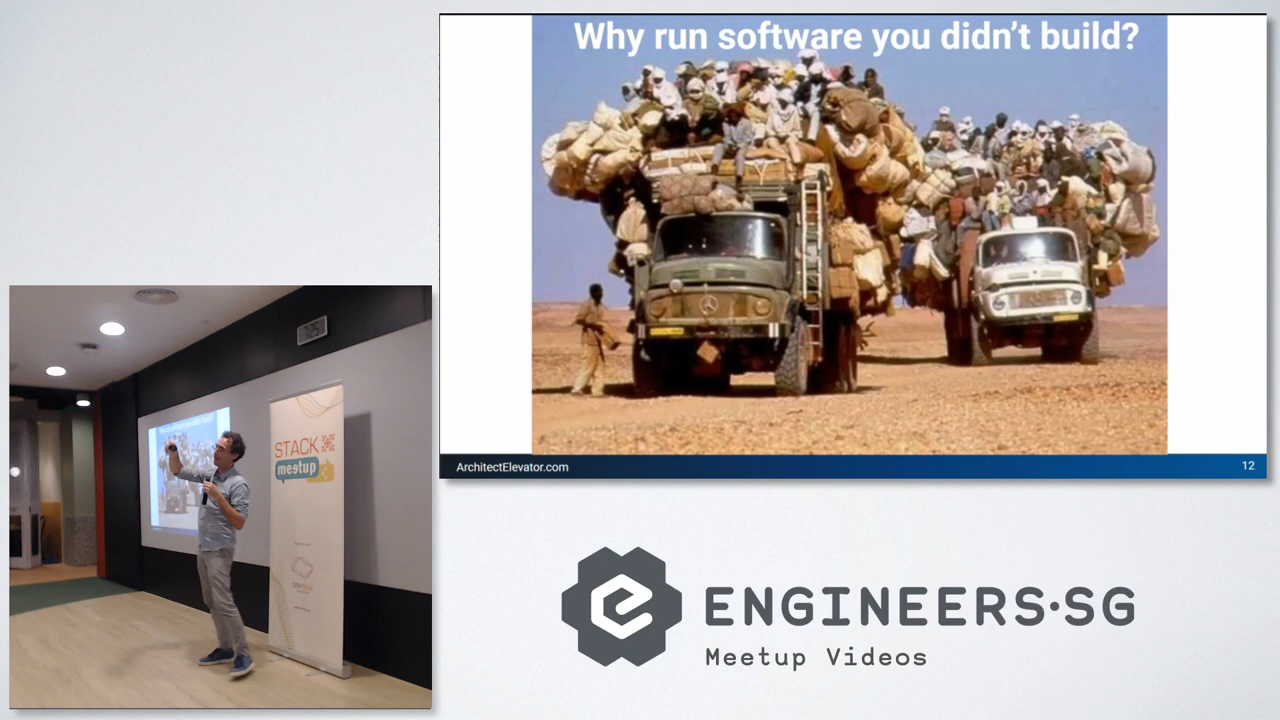 Why run software you didn't build?
ArchitectElevator.com
12
STACK
meetup
ENGINEERS·SG
Meetup Videos